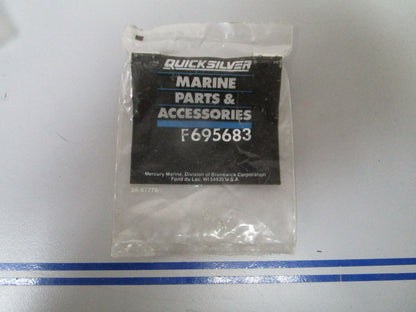 QUICKSILVER
MARINE
PARTS &
ACCESSORIES
F695683
Mercury Marine, Division of Brunswick Corporation
Fond du Lac, WI 54935 U.S.A.